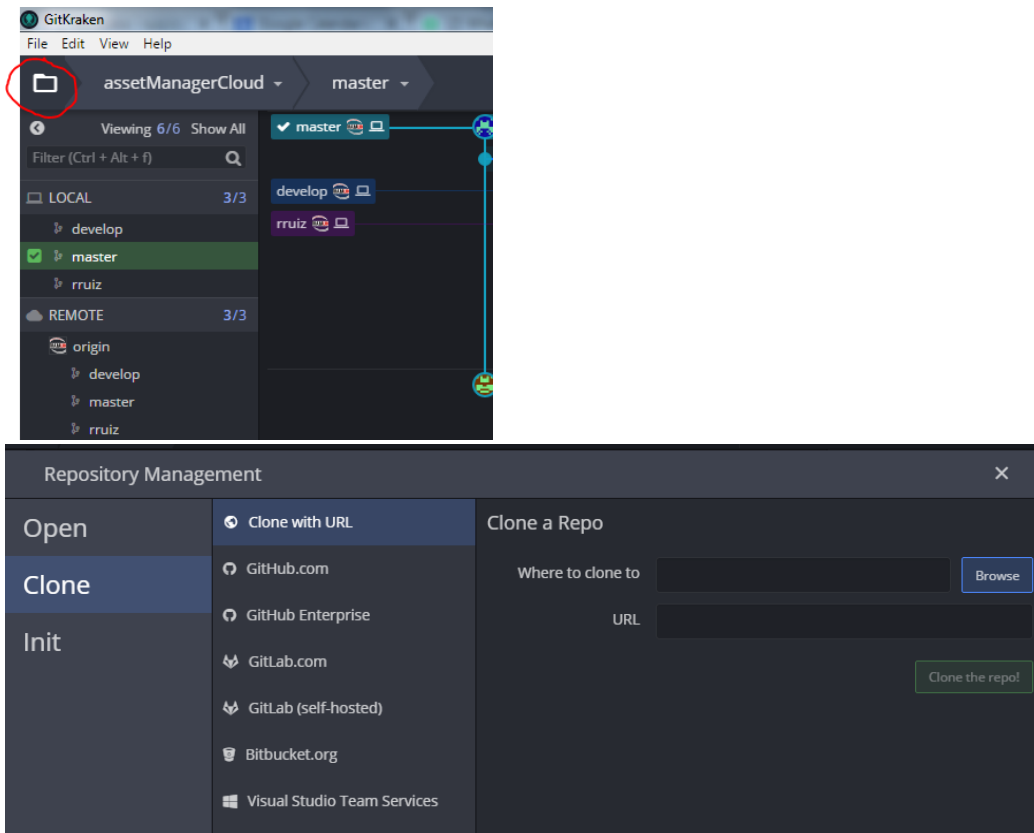 GitKraken
File Edit View Help
assetManagerCloud master
Viewing 6/6 Show All
Filter (Ctrl + Alt + f)
LOCAL 3/3
develop
master
rruiz
REMOTE 3/3
origin
develop
master
rruiz
master
develop
rruiz
Repository Management
Open
Clone
Init
Clone with URL
GitHub.com
GitHub Enterprise
GitLab.com
GitLab (self-hosted)
Bitbucket.org
Visual Studio Team Services
Clone a Repo
Where to clone to
Browse
URL
Clone the repo!